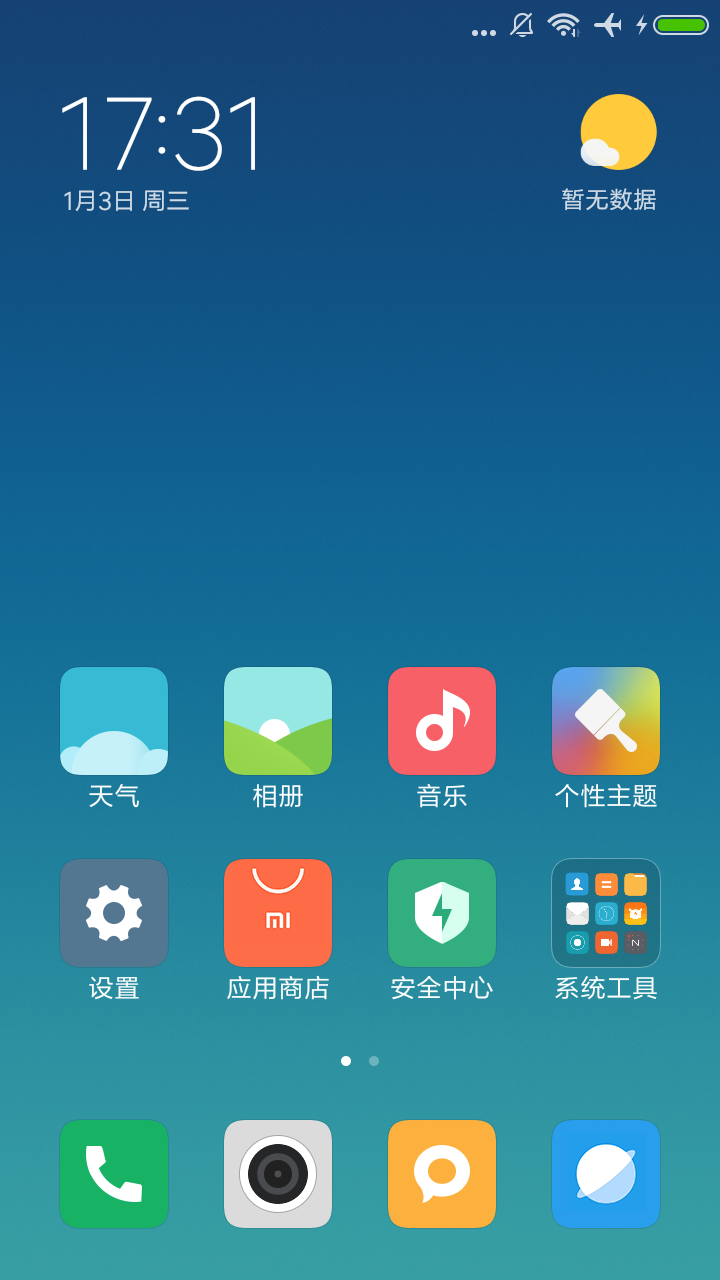 17:31
1月3日 周三
暂无数据
天气
相册
音乐
个性主题
设置
应用商店
安全中心
系统工具